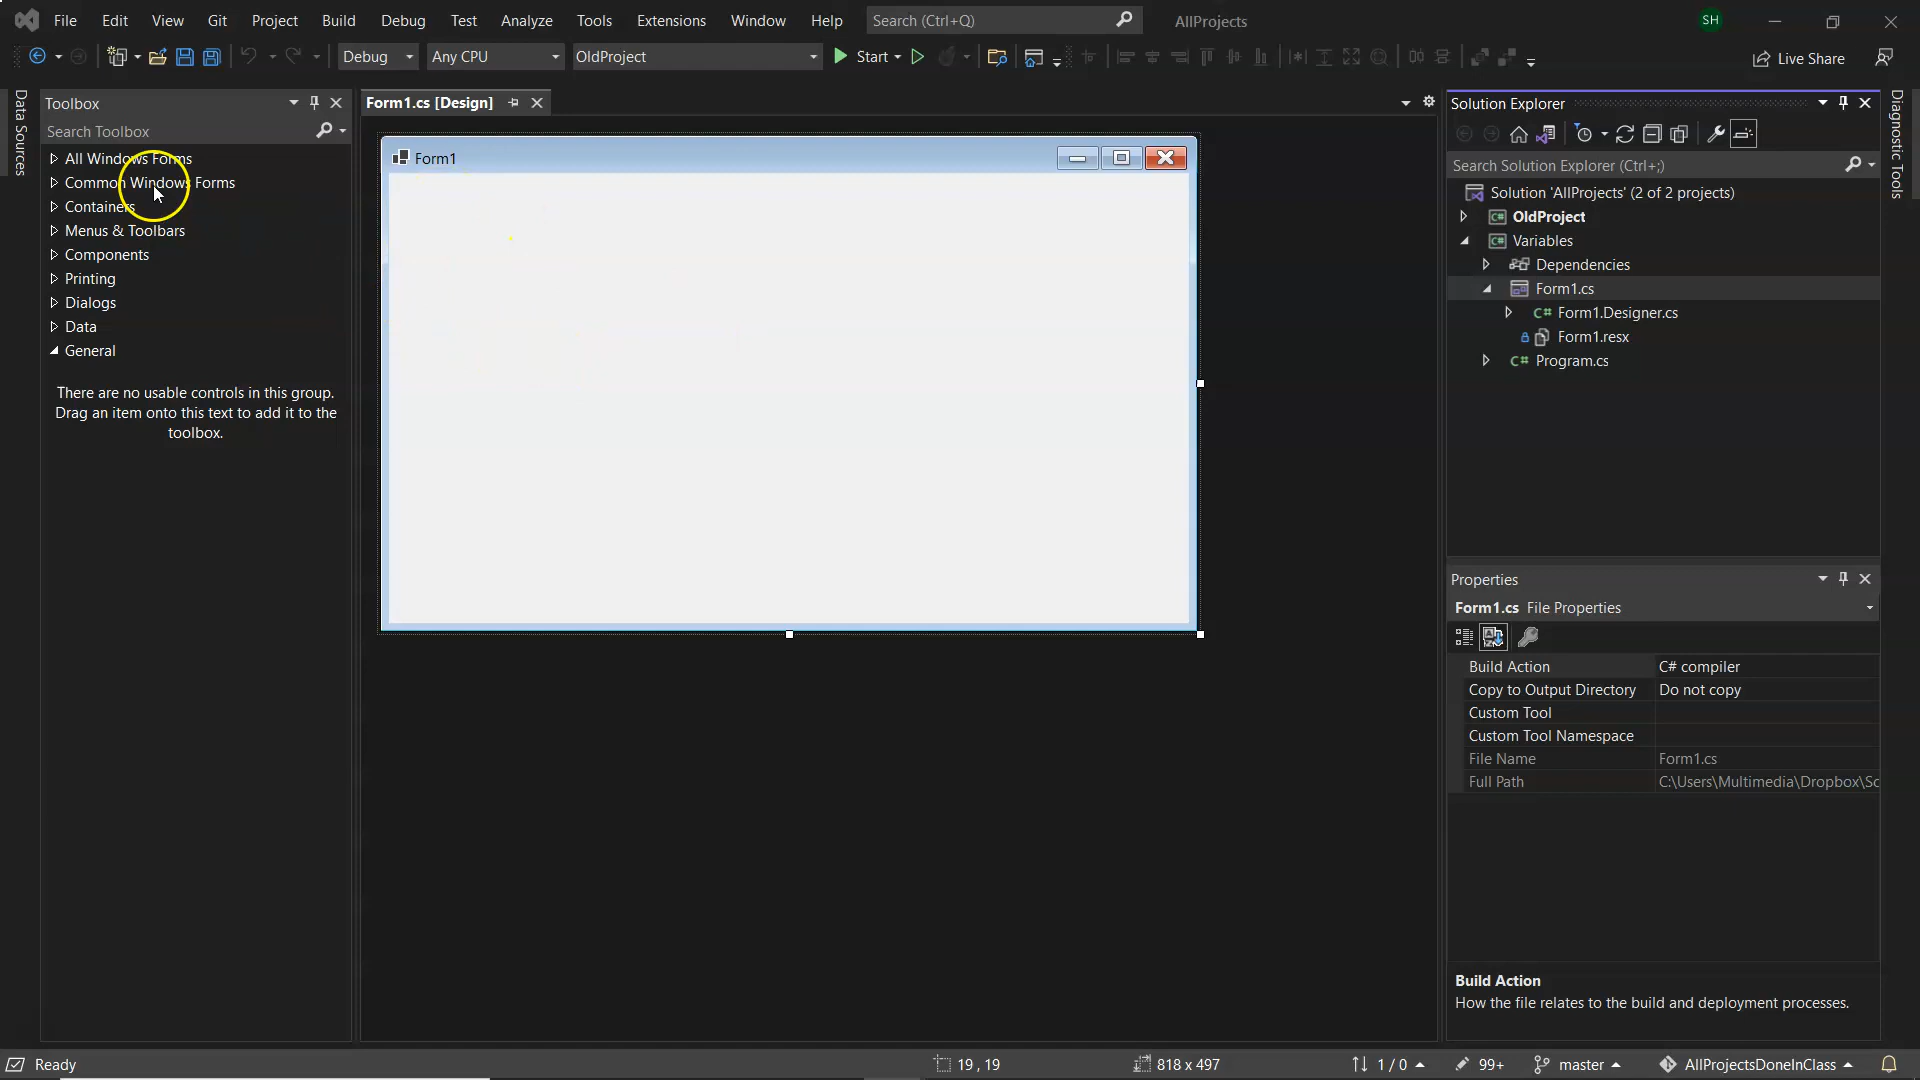 File Edit View Git Project Build Debug Test Analyze Tools Extensions Window Help Search (Ctrl+Q) AllProjects SH
Debug Any CPU OldProject Start Live Share
Data Sources
Toolbox
Search Toolbox
All Windows Forms
Common Windows Forms
Containers
Menus & Toolbars
Components
Printing
Dialogs
Data
General
There are no usable controls in this group.
Drag an item onto this text to add it to the
toolbox.
Form1.cs [Design]
Form1
Solution Explorer
Search Solution Explorer (Ctrl+;)
Solution 'AllProjects' (2 of 2 projects)
OldProject
Variables
Dependencies
Form1.cs
C# Form1.Designer.cs
Form1.resx
C# Program.cs
Diagnostic Tools
Properties
Form1.cs File Properties
Build Action C# compiler
Copy to Output Directory Do not copy
Custom Tool
Custom Tool Namespace
File Name Form1.cs
Full Path C:\Users\Multimedia\Dropbox\Sc
Build Action
How the file relates to the build and deployment processes.
Ready 19 , 19 818 x 497 1 / 0 99+ master AllProjectsDoneInClass